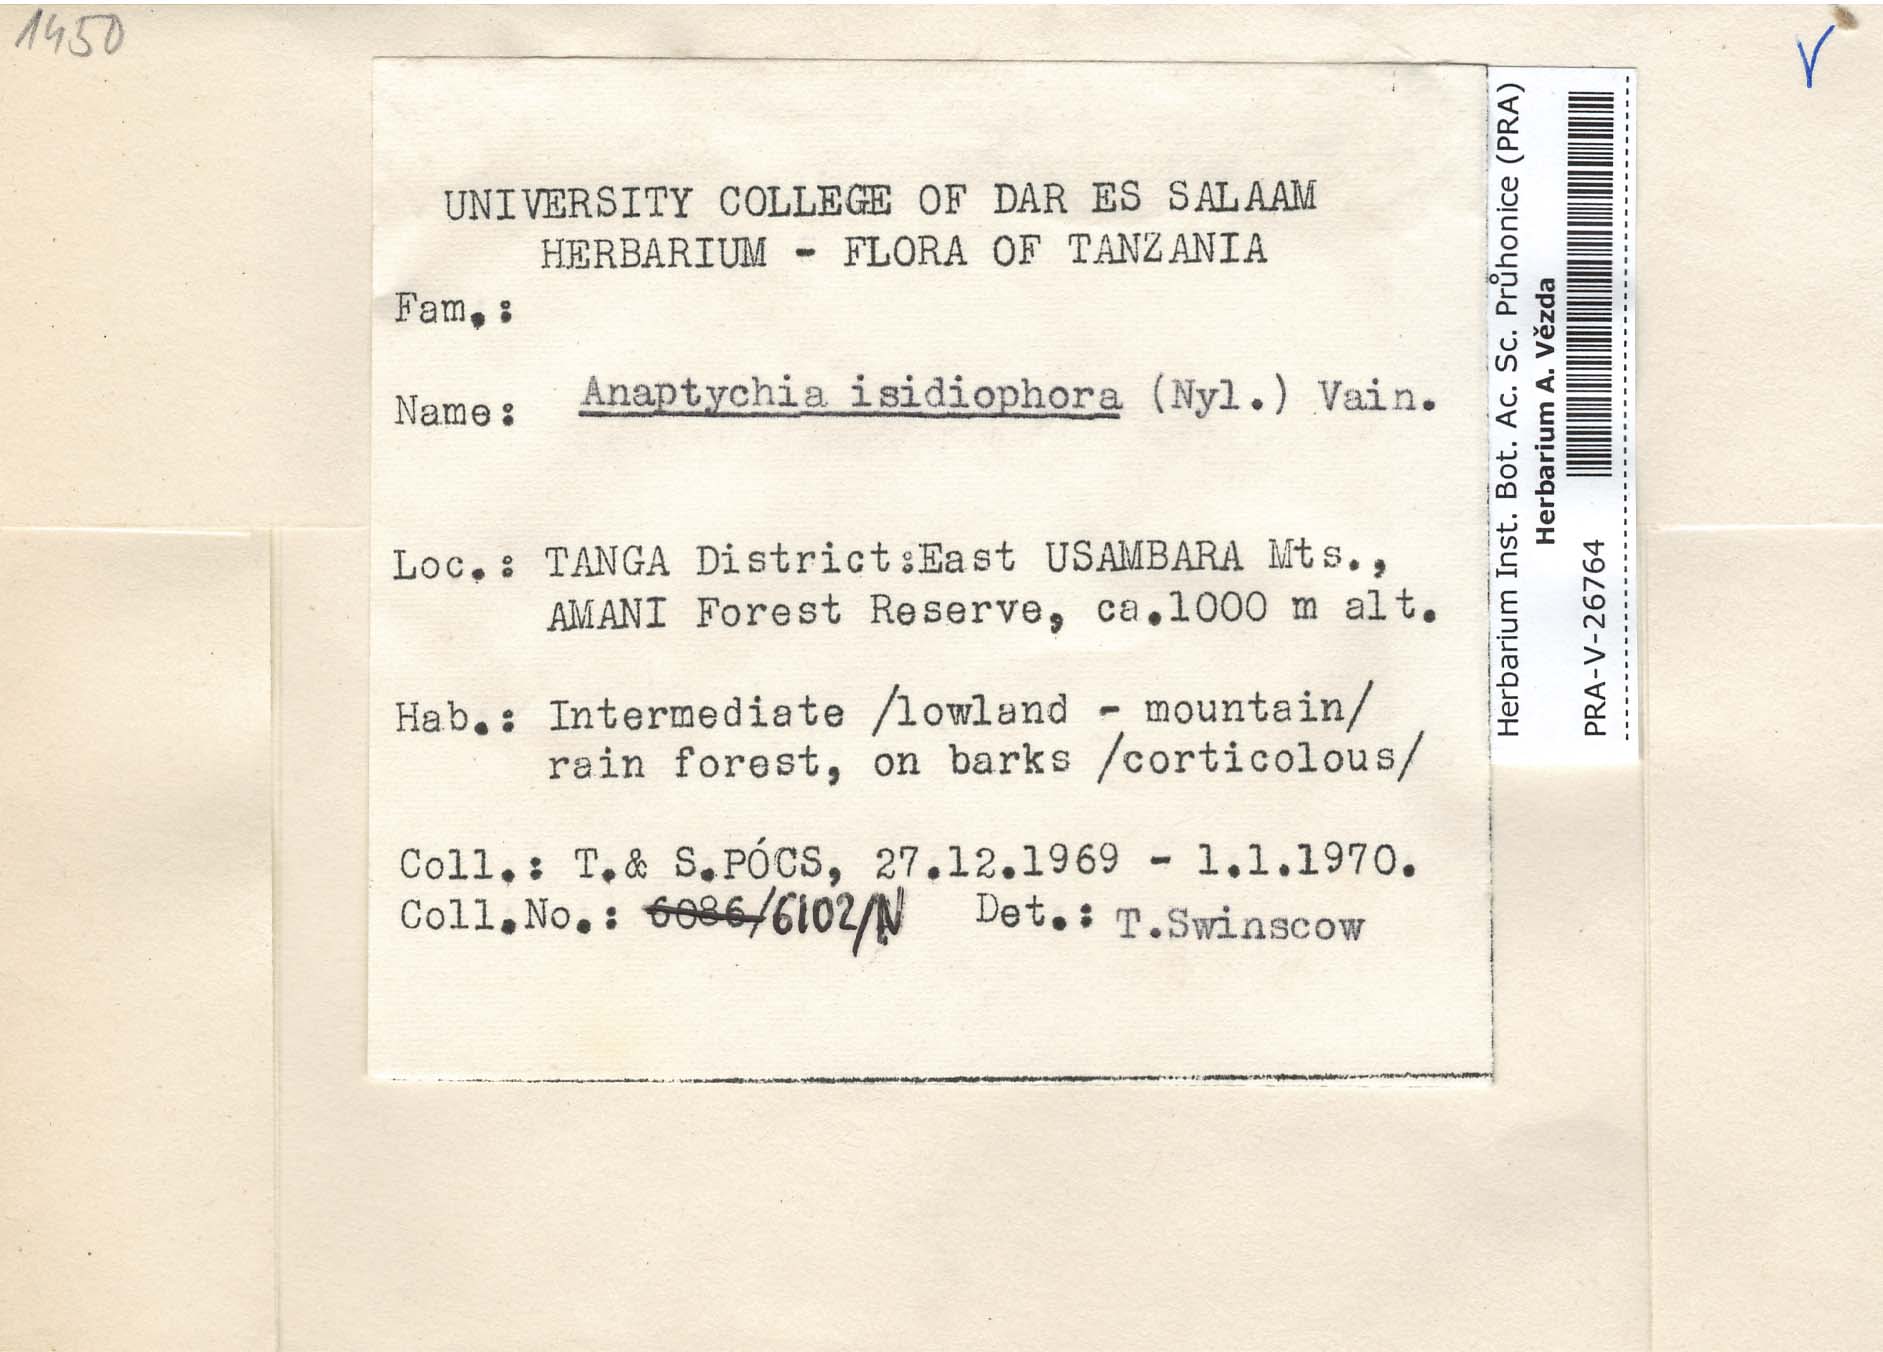 1450
V
UNIVERSITY COLLEGE OF DAR ES SALAAM
HERBARIUM - FLORA OF TANZANIA
Fam.:
Name: Anaptychia isidiophora (Nyl.) Vain.
Loc.: TANGA District:East USAMBARA Mts.,
AMANI Forest Reserve, ca.1000 m alt.
Hab.: Intermediate /lowland - mountain/
rain forest, on barks /corticolous/
Coll.: T.& S.PÓCS, 27.12.1969 - 1.1.1970.
Coll.No.: 6086/6102/N Det.: T.Swinscow
Herbarium Inst. Bot. Ac. Sc. Průhonice (PRA)
Herbarium A. Vězda
PRA-V-26764